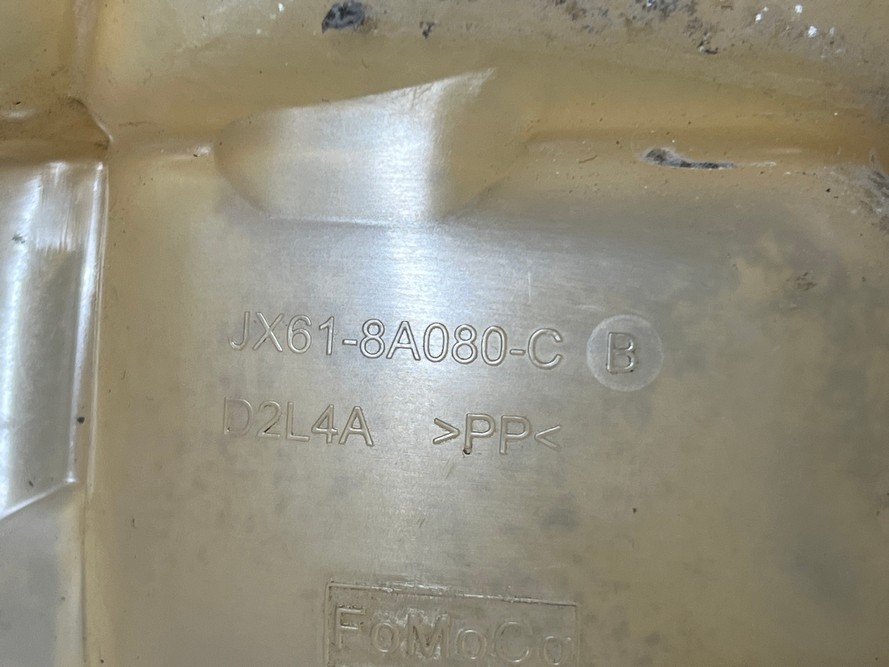 JX61-8A080-C B
D2L4A >PP<
FoMoCo